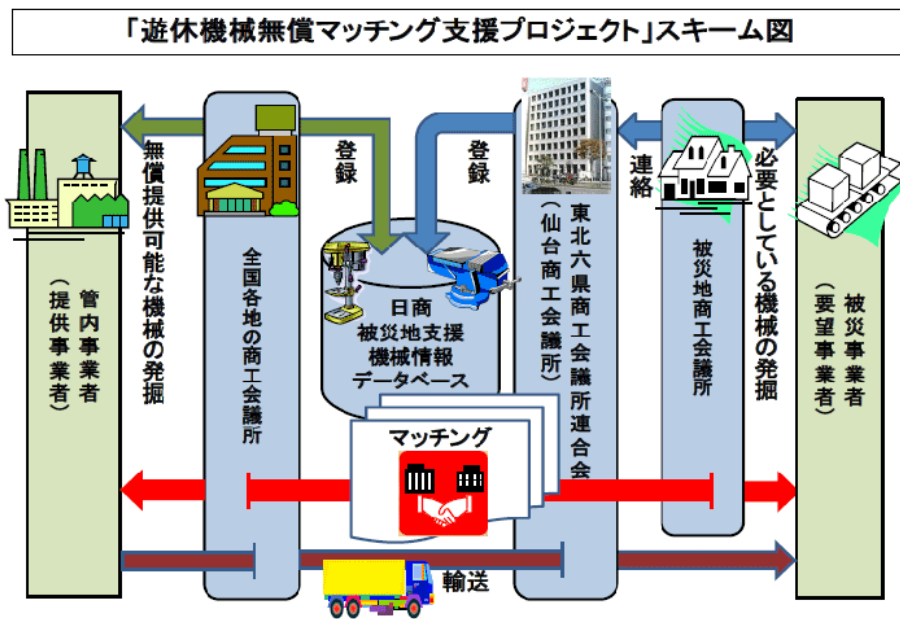 「遊休機械無償マッチング支援プロジェクト」スキーム図
管内事業者
（提供事業者）
無償提供可能な機械の発掘
全国各地の商工会議所
登録
登録
日商
被災地支援
機械情報
データベース
マッチング
東北六県商工会議所連合会
（仙台商工会議所）
連絡
被災地商工会議所
必要としている機械の発掘
被災事業者
（要望事業者）
輸送